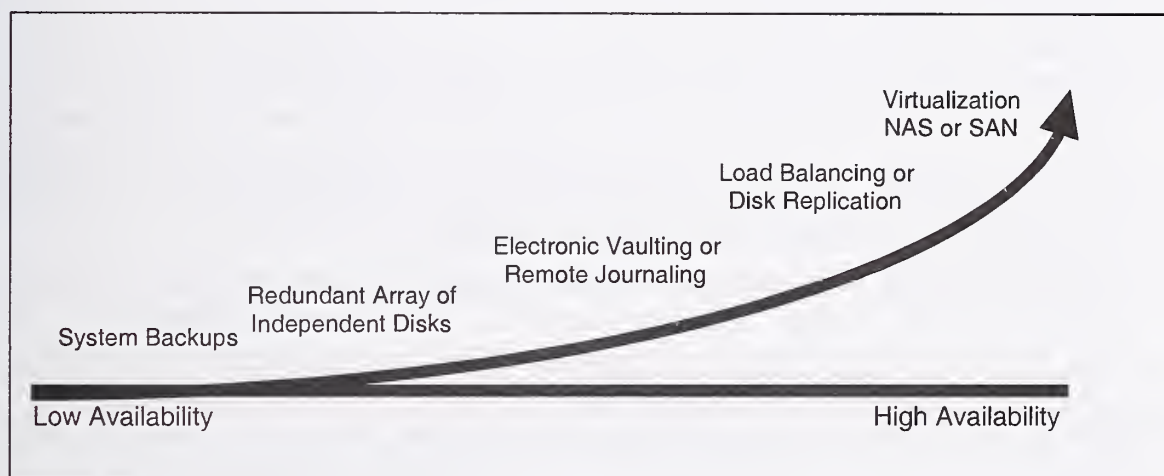 Virtualization
NAS or SAN
Load Balancing or
Disk Replication
Electronic Vaulting or
Remote Journaling
Redundant Array of
Independent Disks
System Backups
Low Availability
High Availability